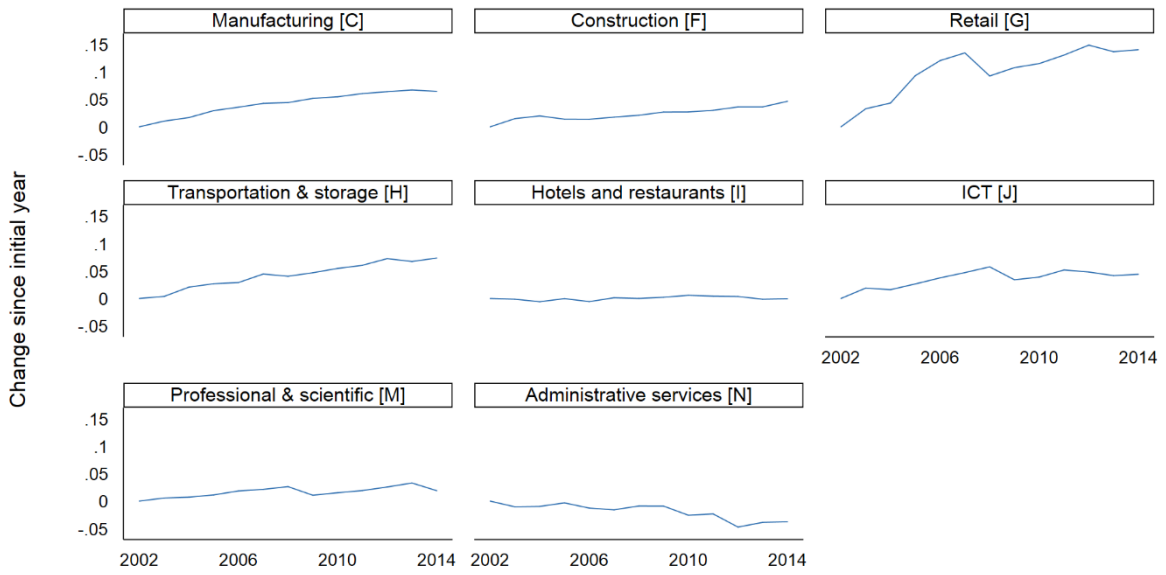 Manufacturing [C]
Construction [F]
Retail [G]
.15
.1
.05
0
-.05
Transportation & storage [H]
Hotels and restaurants [I]
ICT [J]
.15
.1
.05
0
-.05
2002 2006 2010 2014
Professional & scientific [M]
Administrative services [N]
.15
.1
.05
0
-.05
2002 2006 2010 2014
2002 2006 2010 2014
Change since initial year